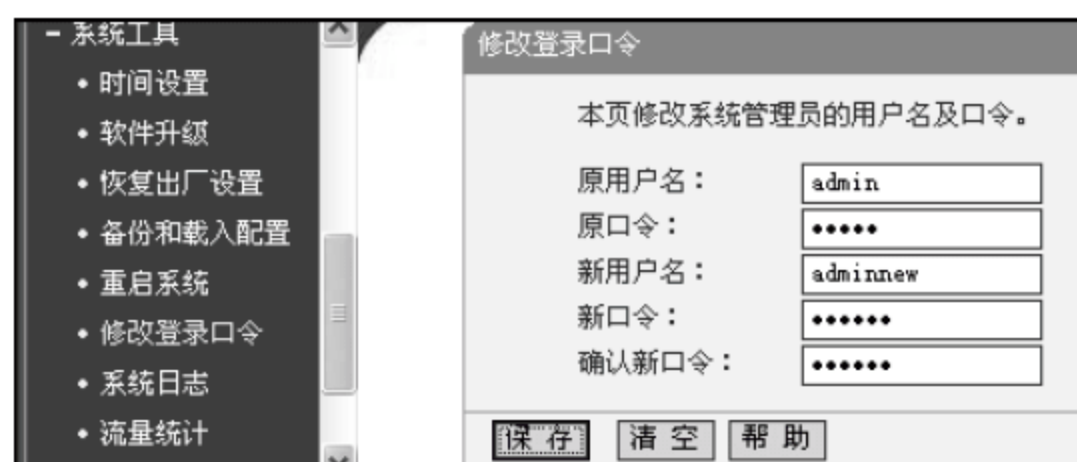 - 系统工具
• 时间设置
• 软件升级
• 恢复出厂设置
• 备份和载入配置
• 重启系统
• 修改登录口令
• 系统日志
• 流量统计
修改登录口令
本页修改系统管理员的用户名及口令。
原用户名： admin
原口令： •••••
新用户名： adminnew
新口令： ••••••
确认新口令： ••••••
保存 清空 帮助